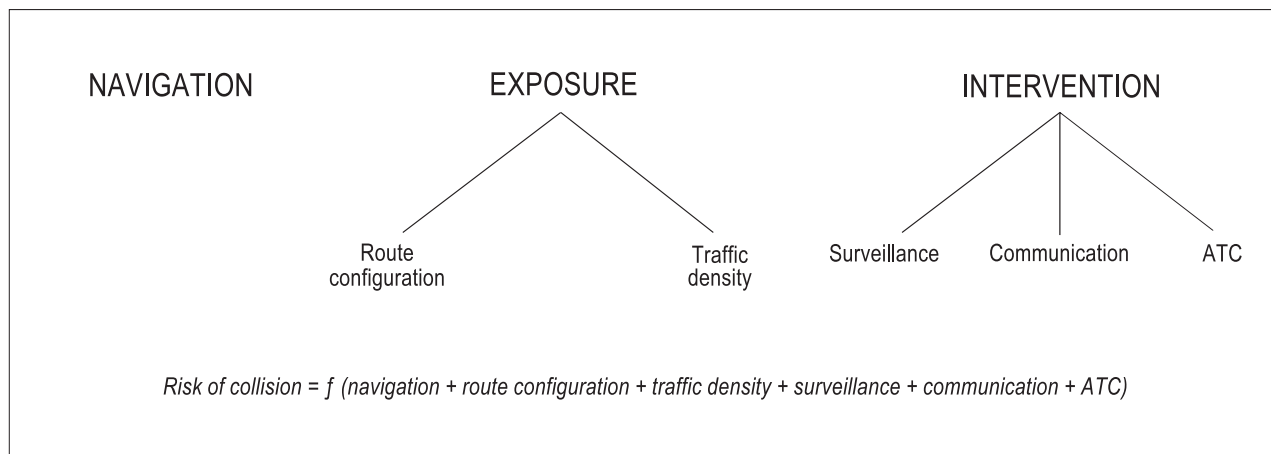 NAVIGATION
EXPOSURE
INTERVENTION
Route
configuration
Traffic
density
Surveillance
Communication
ATC
Risk of collision = ƒ (navigation + route configuration + traffic density + surveillance + communication + ATC)